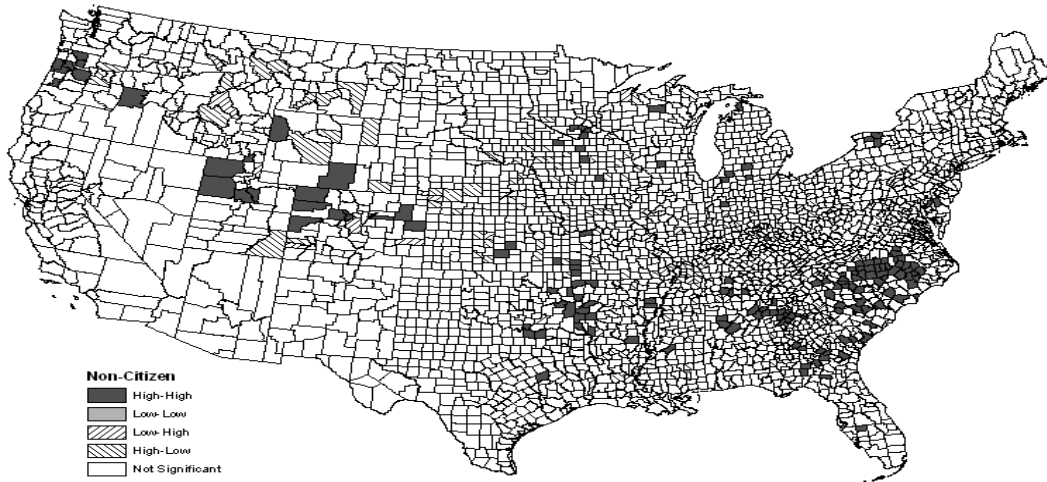 Non-Citizen
High-High
Low-Low
Low-High
High-Low
Not Significant